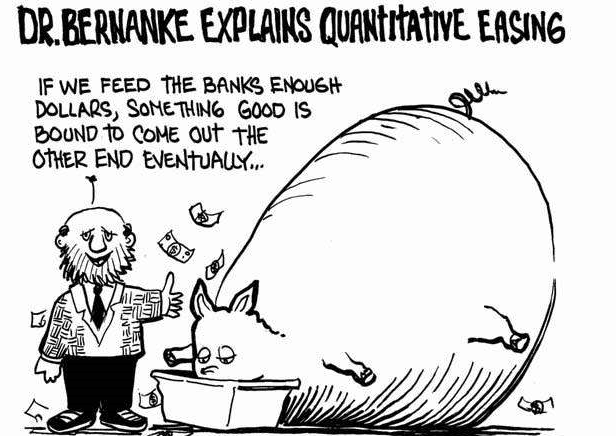 DR. BERNANKE EXPLAINS QUANTITATIVE EASING
IF WE FEED THE BANKS ENOUGH
DOLLARS, SOMETHING GOOD IS
BOUND TO COME OUT THE
OTHER END EVENTUALLY...